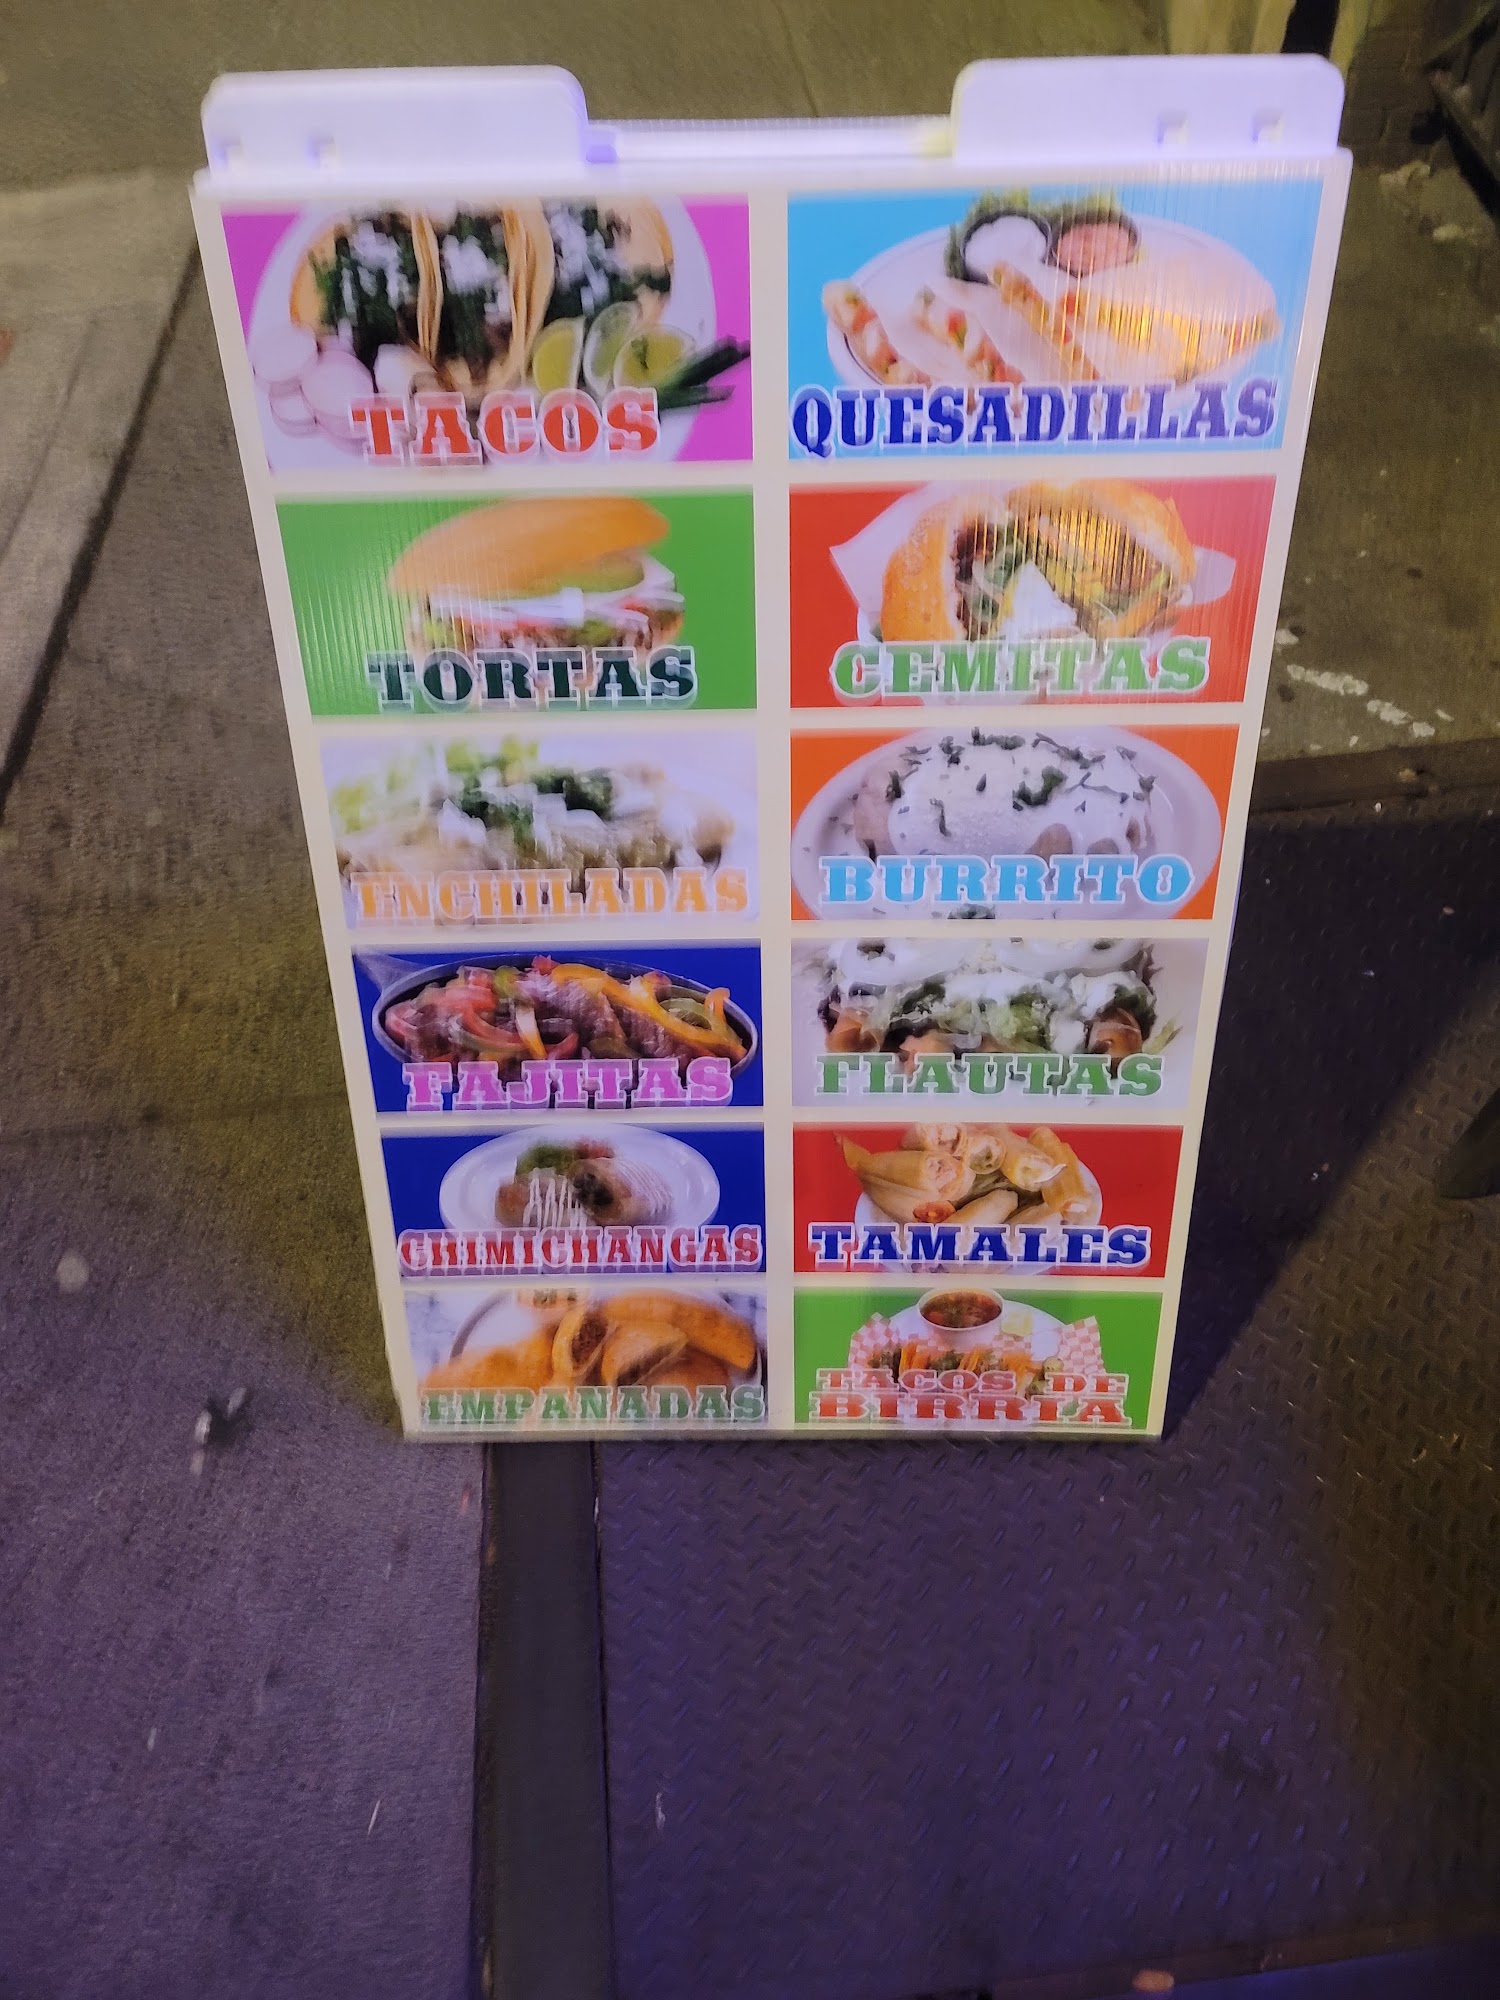 TACOS
QUESADILLAS
TORTAS
CEMITAS
ENCHILADAS
BURRITO
FAJITAS
FLAUTAS
CHIMICHANGAS
TAMALES
EMPANADAS
TACOS DE
BIRRIA